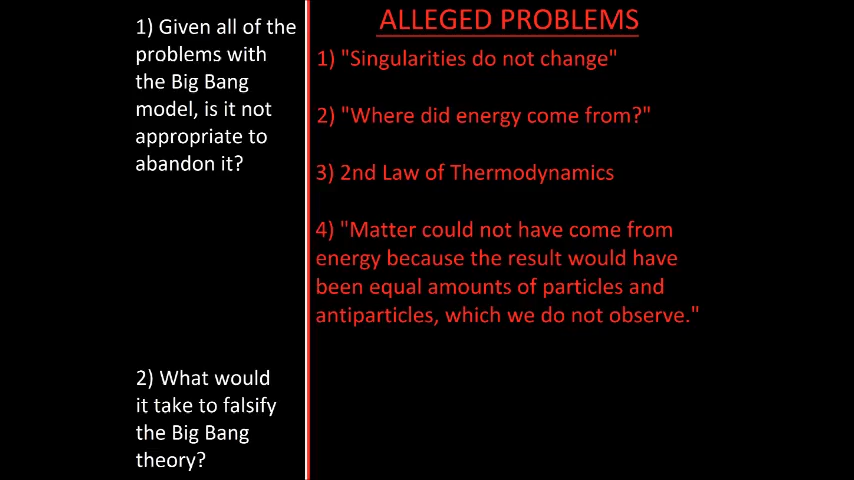 1) Given all of the
problems with
the Big Bang
model, is it not
appropriate to
abandon it?
2) What would
it take to falsify
the Big Bang
theory?
ALLEGED PROBLEMS
1) "Singularities do not change"
2) "Where did energy come from?"
3) 2nd Law of Thermodynamics
4) "Matter could not have come from
energy because the result would have
been equal amounts of particles and
antiparticles, which we do not observe."